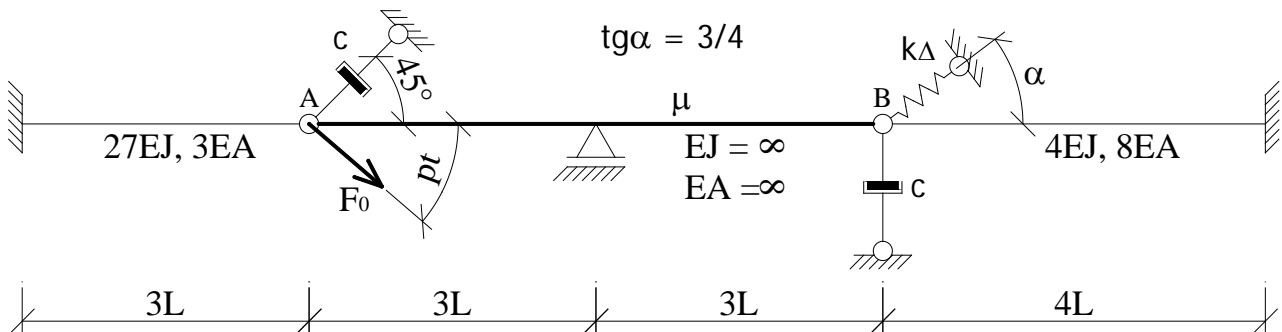 tgα = 3/4
c
45°
kΔ
α
A
μ
B
27EJ, 3EA
EJ = ∞
EA =∞
4EJ, 8EA
pt
F₀
c
3L
3L
3L
4L